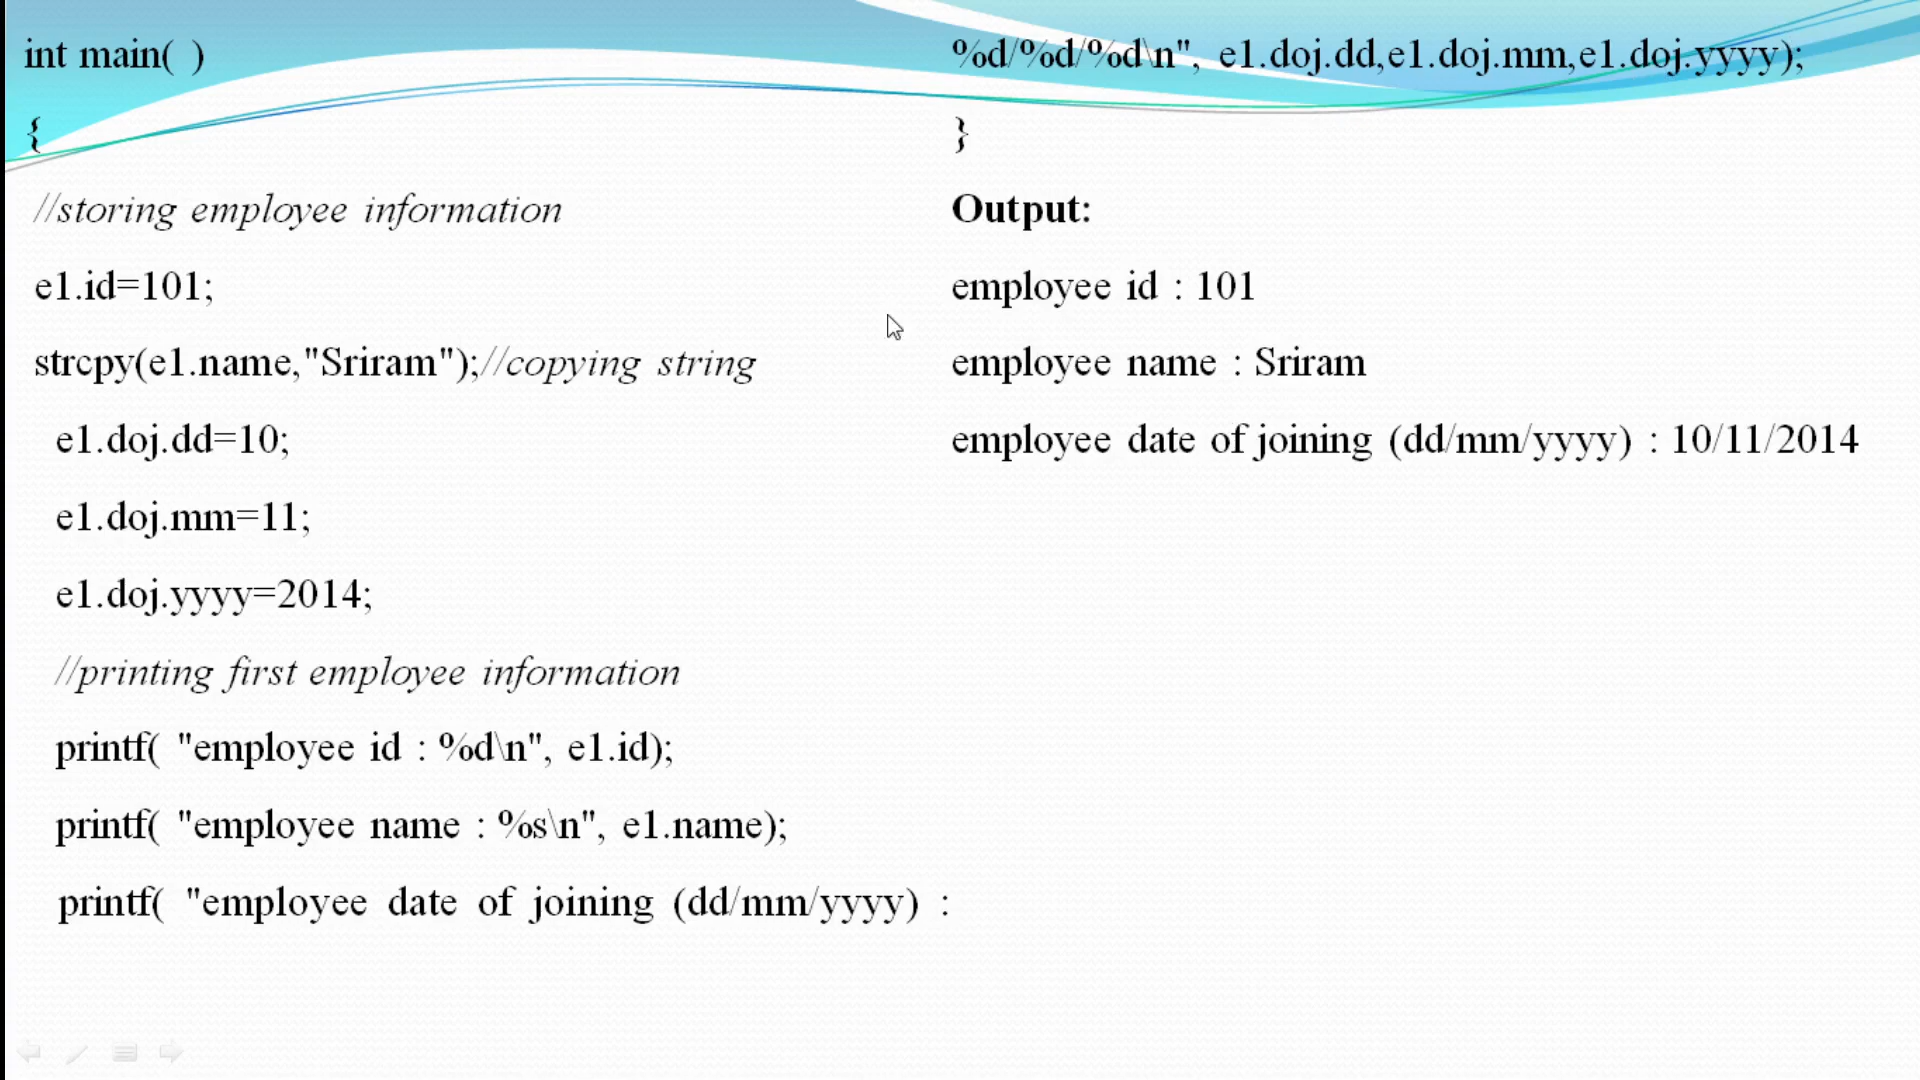 int main( )
{
//storing employee information
e1.id=101;
strcpy(e1.name,"Sriram");//copying string
e1.doj.dd=10;
e1.doj.mm=11;
e1.doj.yyyy=2014;
//printing first employee information
printf( "employee id : %d\n", e1.id);
printf( "employee name : %s\n", e1.name);
printf( "employee date of joining (dd/mm/yyyy) :
%d/%d/%d\n", e1.doj.dd,e1.doj.mm,e1.doj.yyyy);
}
Output:
employee id : 101
employee name : Sriram
employee date of joining (dd/mm/yyyy) : 10/11/2014